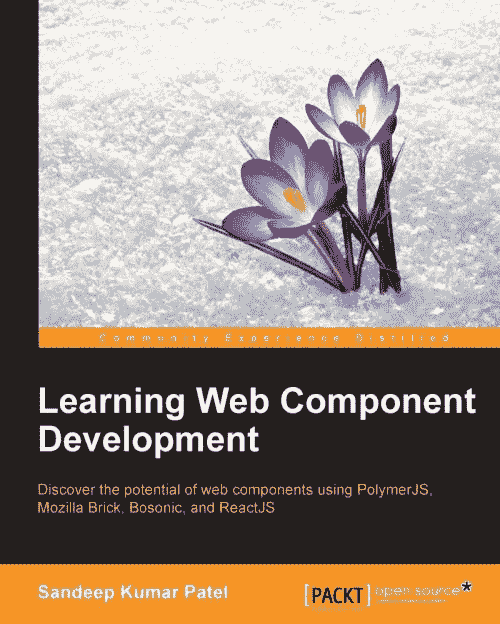 Community Experience Distilled
Learning Web Component
Development
Discover the potential of web components using PolymerJS,
Mozilla Brick, Bosonic, and ReactJS
Sandeep Kumar Patel
[PACKT] open source*